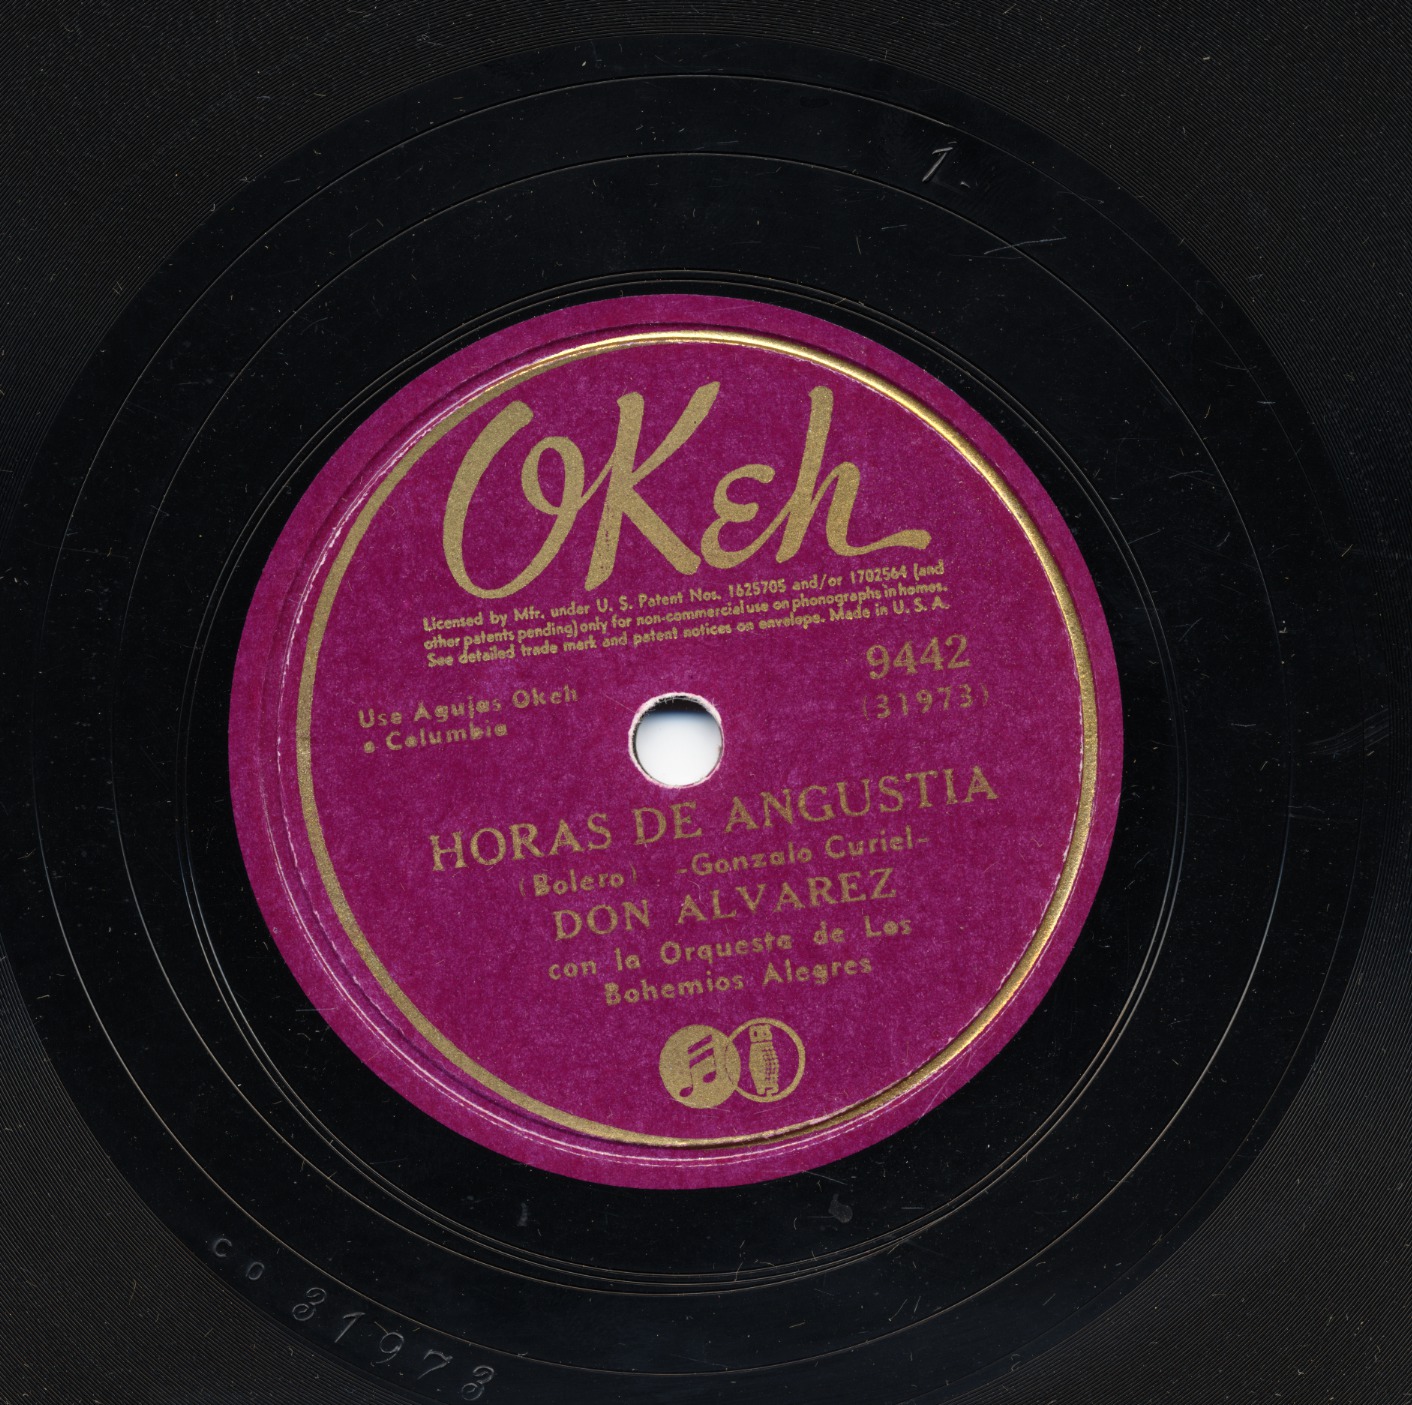 1-
OKeh
Licensed by Mfr. under U. S. Patent Nos. 1625705 and/or 1702564 (and
other patents pending) only for non-commercial use on phonographs in homes.
See detailed trade mark and patent notices on envelope. Made in U. S. A.
9442
(31973)
Use Agujas Okeh
o Columbia
HORAS DE ANGUSTIA
(Bolero) -Gonzalo Curiel-
DON ALVAREZ
con la Orquesta de Los
Bohemios Alegres
CBS
CO 31973